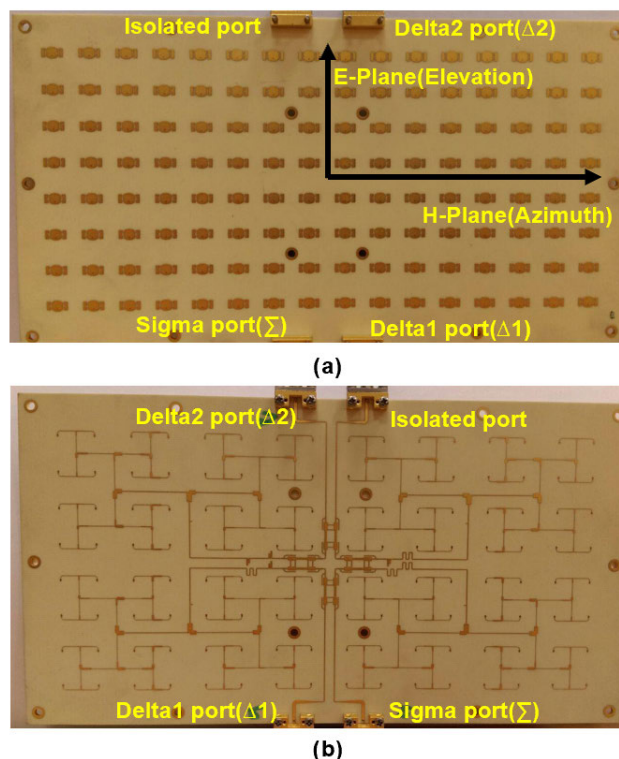 Isolated port
Delta2 port(Δ2)
E-Plane(Elevation)
H-Plane(Azimuth)
Sigma port(∑)
Delta1 port(Δ1)
(a)
Delta2 port(Δ2)
Isolated port
Delta1 port(Δ1)
Sigma port(∑)
(b)